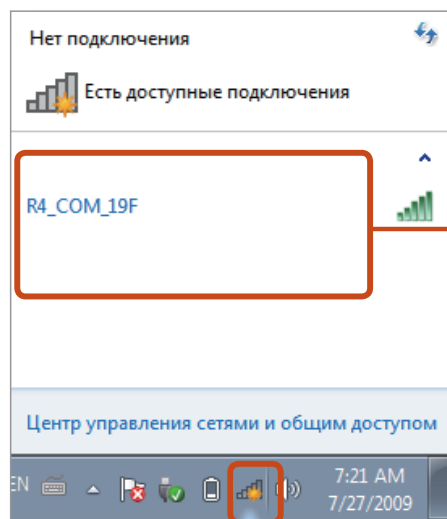 Нет подключения
Есть доступные подключения
R4_COM_19F
Центр управления сетями и общим доступом
EN
7:21 AM
7/27/2009